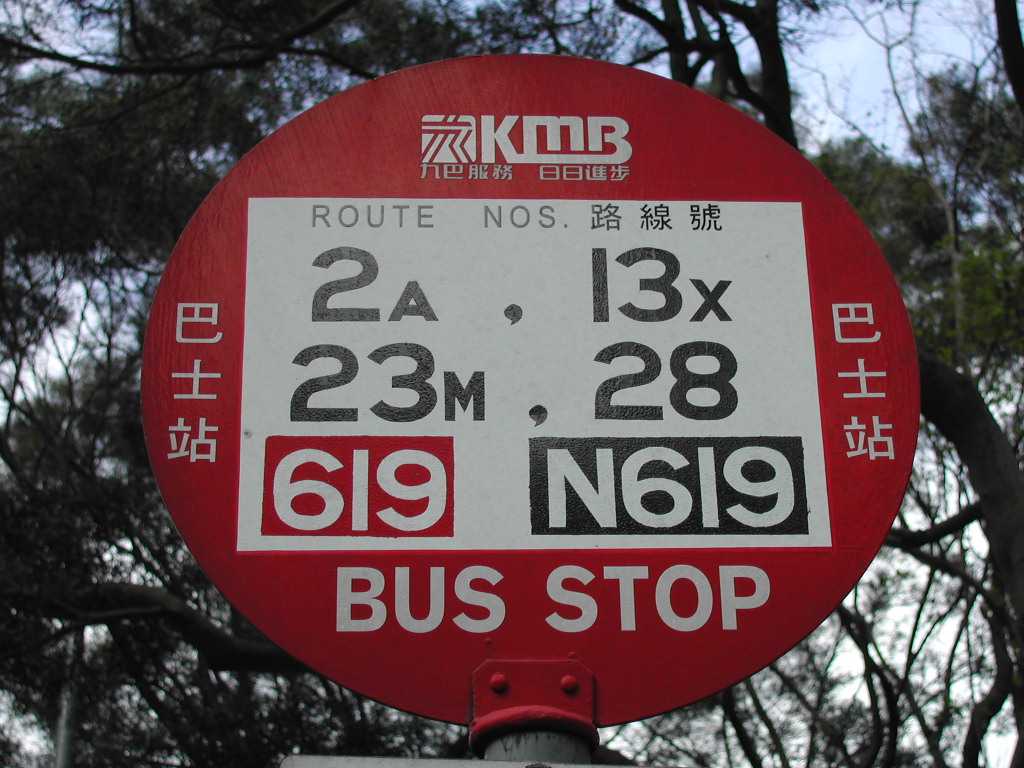 KMB
九巴服務 日日進步
ROUTE NOS. 路線號
2A , 13X
23M , 28
619 N619
巴士站
巴士站
BUS STOP